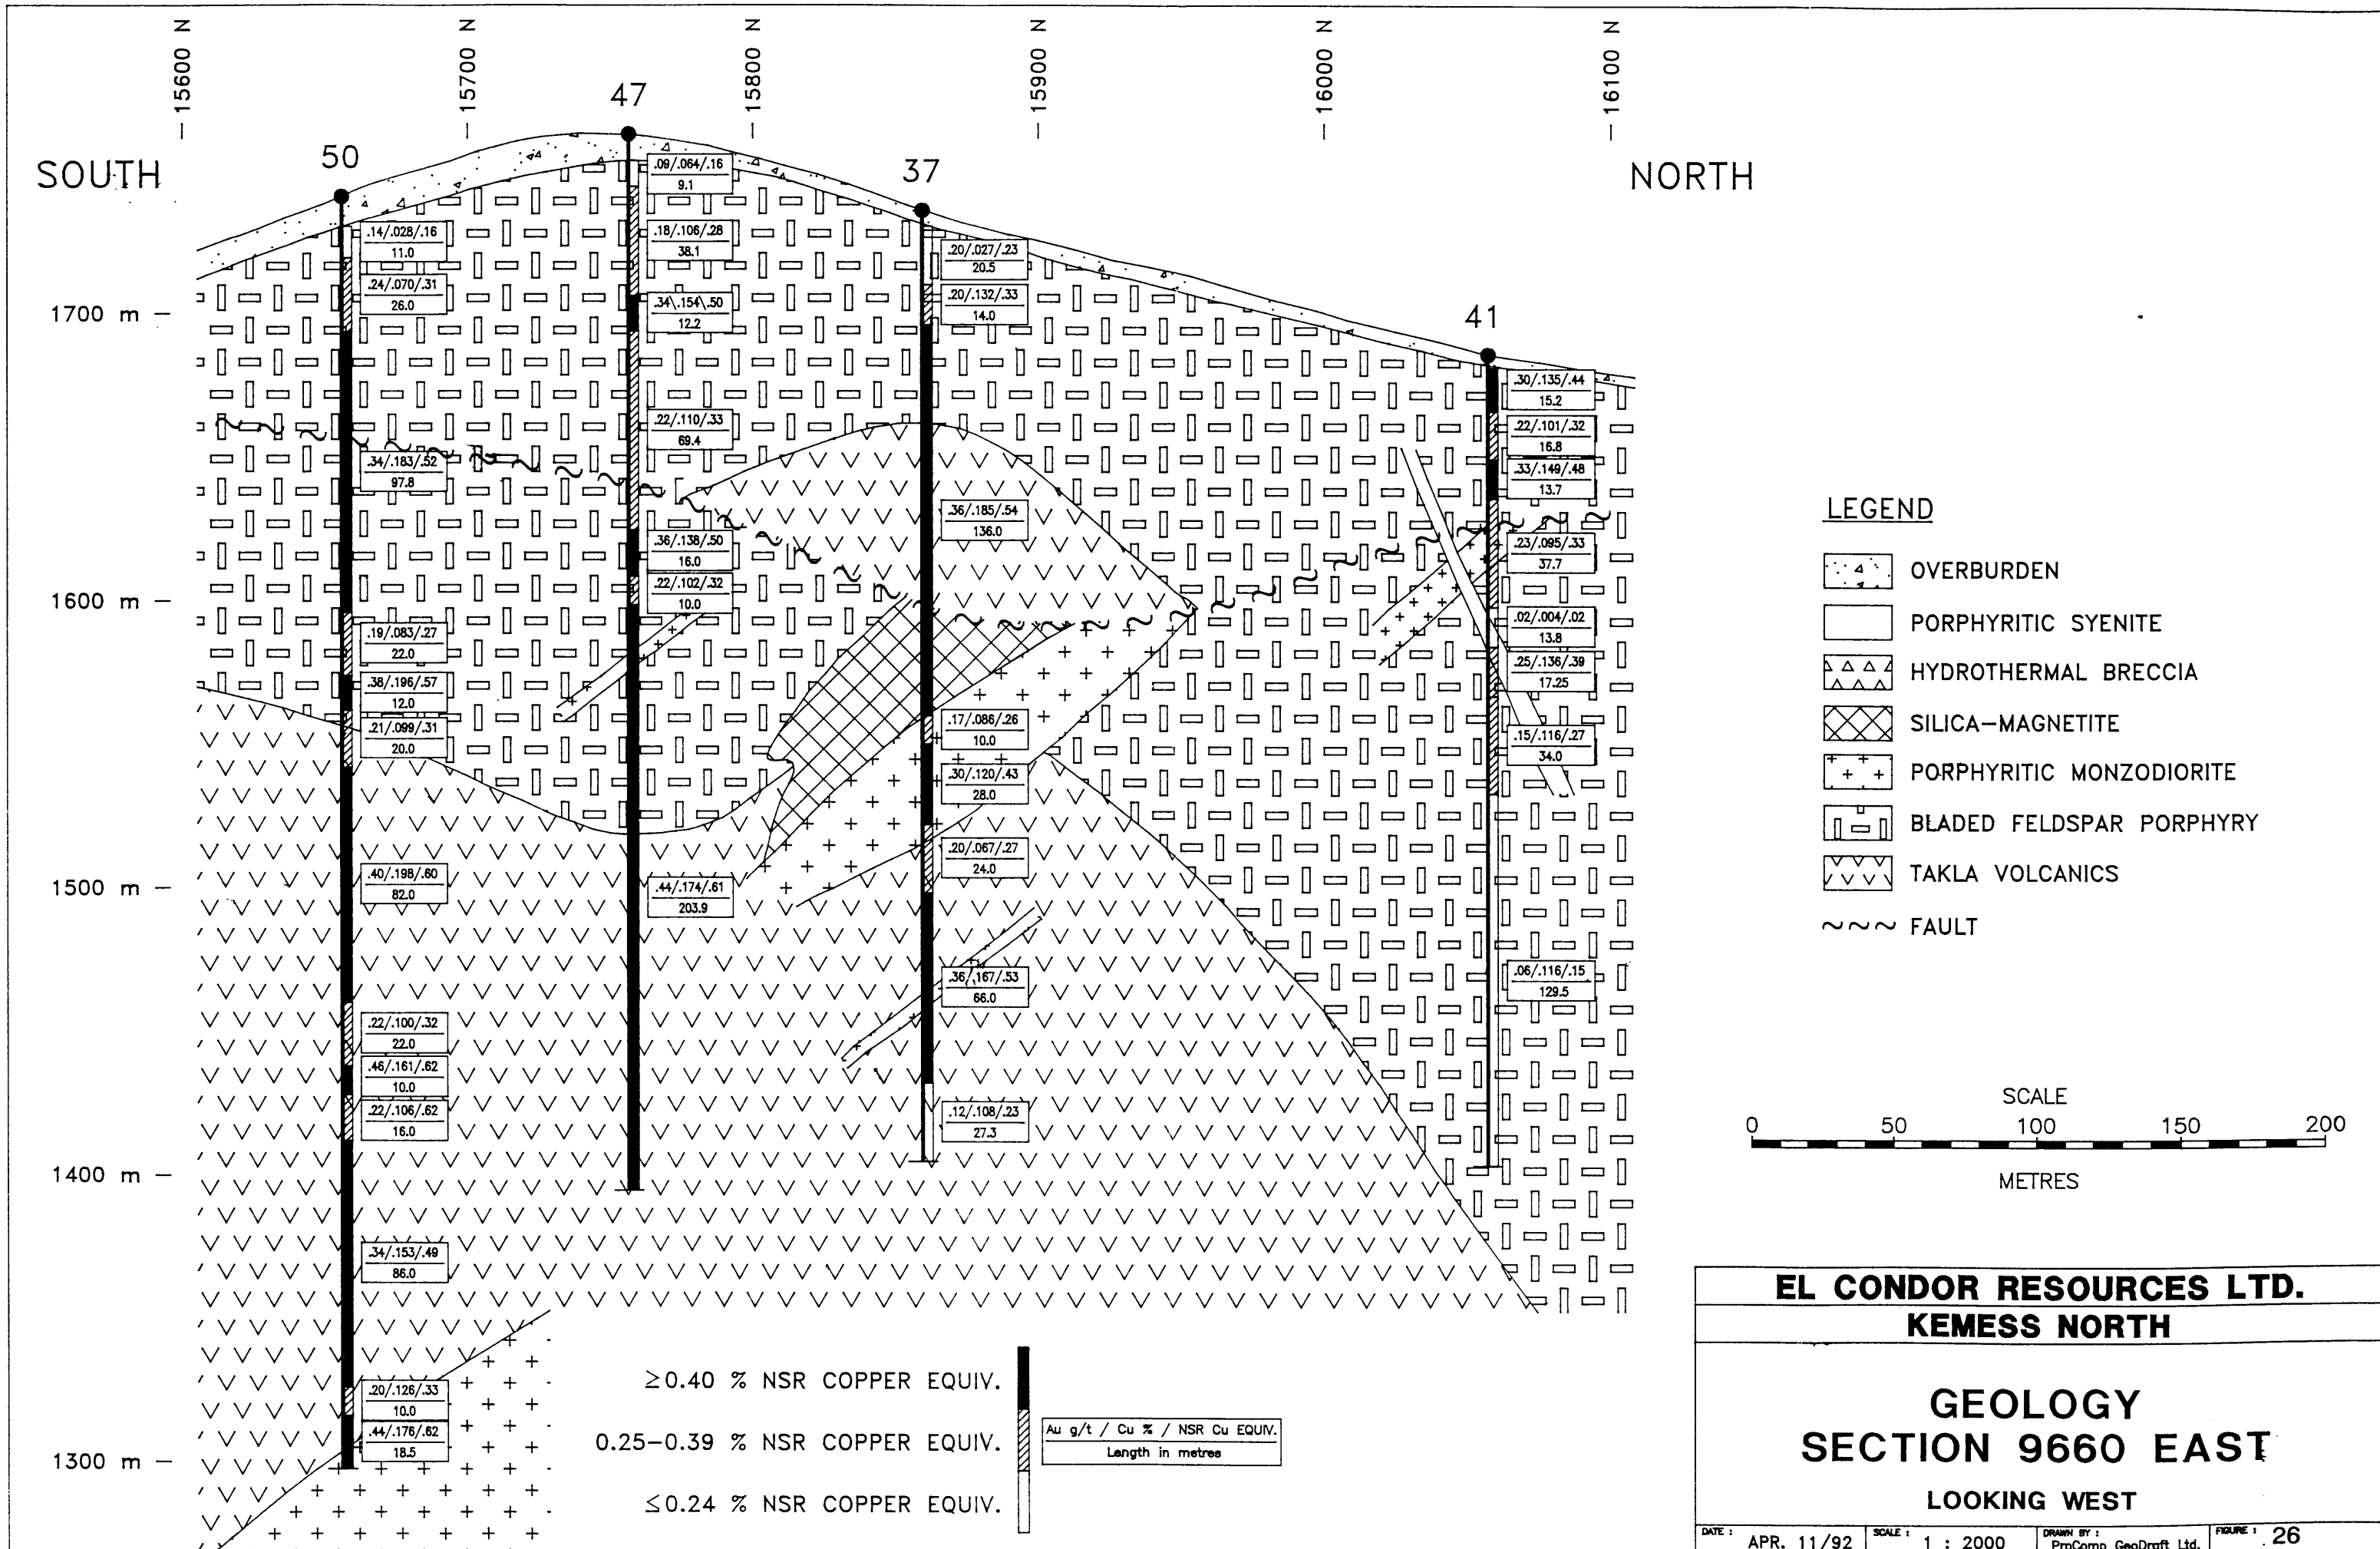 15600 N
15700 N
15800 N
15900 N
16000 N
16100 N
SOUTH
NORTH
50
47
37
41
1700 m
1600 m
1500 m
1400 m
1300 m
.14/.028/.16
11.0
.24/.070/.31
26.0
.34/.183/.52
97.8
.19/.083/.27
22.0
.38/.196/.57
12.0
.21/.099/.31
20.0
.40/.198/.60
82.0
.22/.100/.32
22.0
.46/.161/.62
10.0
.22/.106/.62
16.0
.34/.153/.49
86.0
.20/.126/.33
10.0
.44/.176/.62
18.5
.09/.064/.16
9.1
.18/.106/.28
38.1
.34\.154\.50
12.2
.22/.110/.33
69.4
.36/.138/.50
16.0
.22/.102/.32
10.0
.44/.174/.61
203.9
.20/.027/.23
20.5
.20/.132/.33
14.0
.36/.185/.54
136.0
.17/.086/.26
10.0
.30/.120/.43
28.0
.20/.067/.27
24.0
.36/.167/.53
66.0
.12/.108/.23
27.3
.30/.135/.44
15.2
.22/.101/.32
16.8
.33/.149/.48
13.7
.23/.095/.33
37.7
.02/.004/.02
13.8
.25/.136/.39
17.25
.15/.116/.27
34.0
.06/.116/.15
129.5
LEGEND
OVERBURDEN
PORPHYRITIC SYENITE
HYDROTHERMAL BRECCIA
SILICA-MAGNETITE
PORPHYRITIC MONZODIORITE
BLADED FELDSPAR PORPHYRY
TAKLA VOLCANICS
FAULT
SCALE
0 50 100 150 200
METRES
≥0.40 % NSR COPPER EQUIV.
0.25-0.39 % NSR COPPER EQUIV.
≤0.24 % NSR COPPER EQUIV.
Au g/t / Cu % / NSR Cu EQUIV.
Length in metres
EL CONDOR RESOURCES LTD.
KEMESS NORTH
GEOLOGY
SECTION 9660 EAST
LOOKING WEST
DATE : APR. 11/92 SCALE : 1 : 2000 DRAWN BY : ProComp GeoDraft Ltd. FIGURE : 26